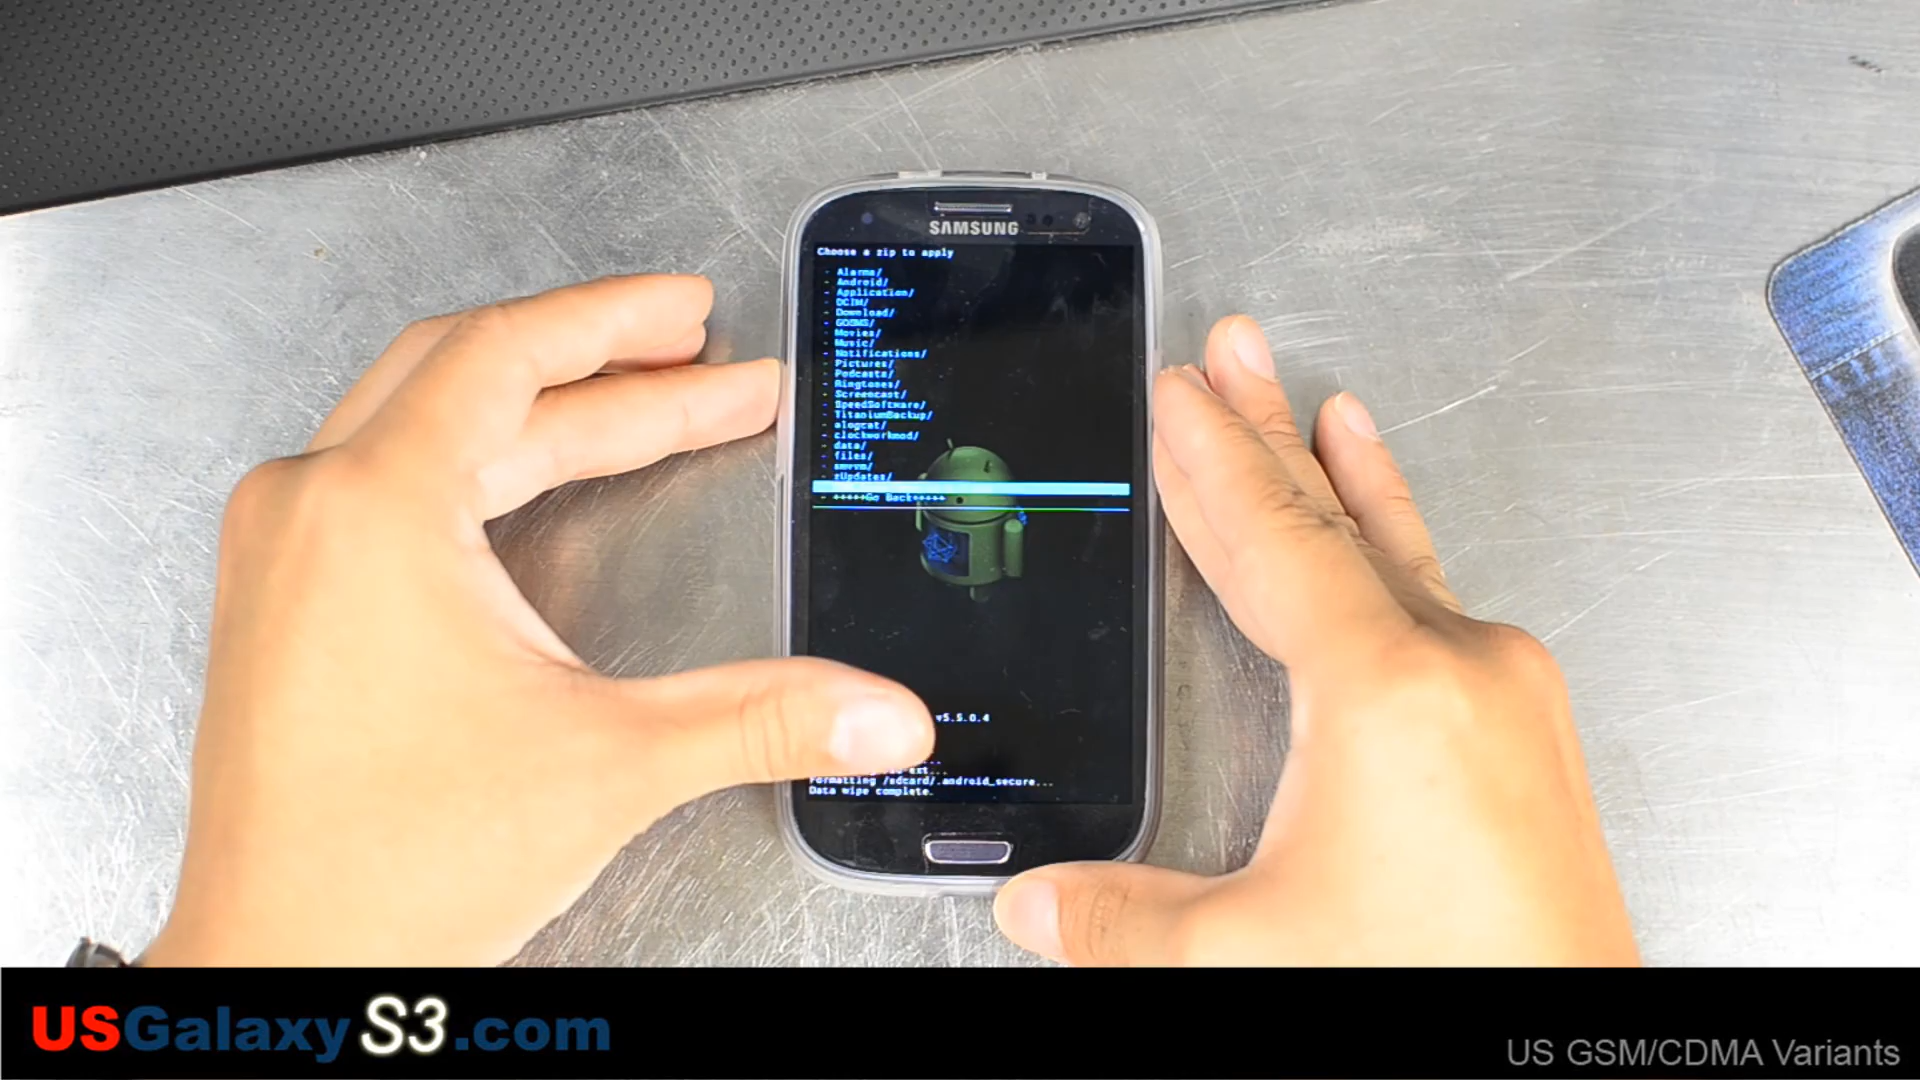 SAMSUNG
Choose a zip to apply
- Alarms/
- Android/
- Application/
- DCIM/
- Download/
- GOSMS/
- Movies/
- Music/
- Notifications/
- Pictures/
- Podcasts/
- Ringtones/
- Screencast/
- SpeedSoftware/
- TitaniumBackup/
- alogcat/
- clockworkmod/
- data/
- files/
- zUpdates/
- +++++Go Back+++++
v5.5.0.4
Formatting /sdcard/.android_secure...
Data wipe complete.
USGalaxyS3.com
US GSM/CDMA Variants